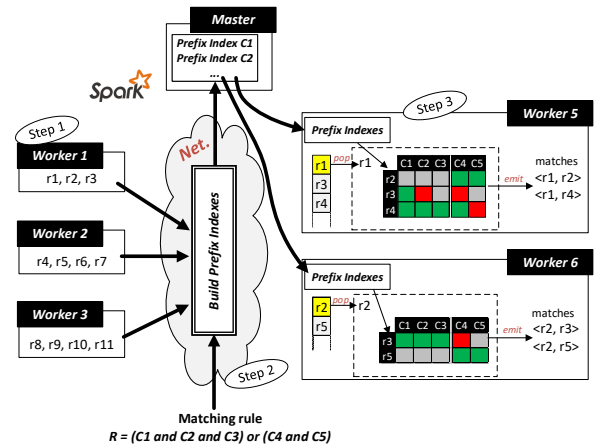 Master
Prefix Index C1
Prefix Index C2
...
Spark
Step 1
Worker 1
r1, r2, r3
Worker 2
r4, r5, r6, r7
Worker 3
r8, r9, r10, r11
Net.
Build Prefix Indexes
Step 2
Matching rule
R = (C1 and C2 and C3) or (C4 and C5)
Step 3
Worker 5
Prefix Indexes
r1
r3
r4
pop
r1
C1 C2 C3 C4 C5
r2
r3
r4
emit
matches
<r1, r2>
<r1, r4>
Worker 6
Prefix Indexes
r2
r5
pop
r2
C1 C2 C3 C4 C5
r3
r5
emit
matches
<r2, r3>
<r2, r5>